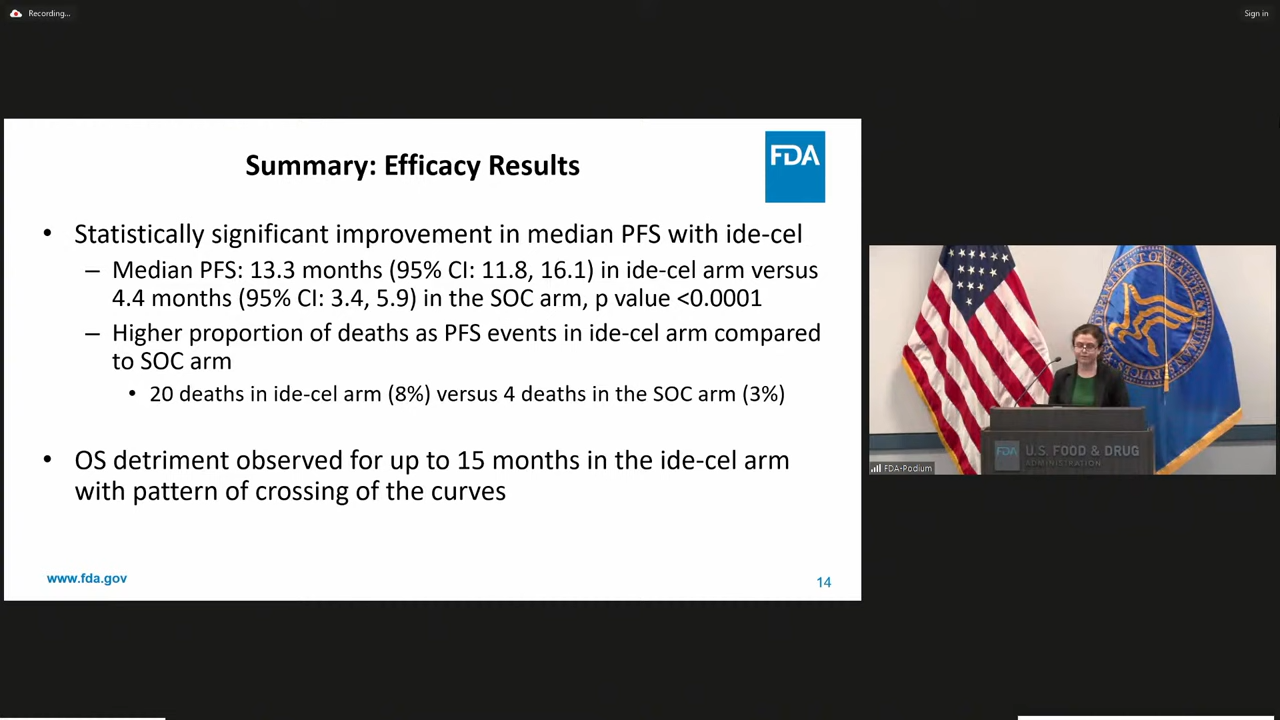 Recording...
Sign in
Summary: Efficacy Results
FDA
• Statistically significant improvement in median PFS with ide-cel
– Median PFS: 13.3 months (95% CI: 11.8, 16.1) in ide-cel arm versus
4.4 months (95% CI: 3.4, 5.9) in the SOC arm, p value <0.0001
– Higher proportion of deaths as PFS events in ide-cel arm compared
to SOC arm
• 20 deaths in ide-cel arm (8%) versus 4 deaths in the SOC arm (3%)
• OS detriment observed for up to 15 months in the ide-cel arm
with pattern of crossing of the curves
www.fda.gov
14
DEPARTMENT OF HEALTH & HUMAN SERVICES
FDA
U.S. FOOD & DRUG
ADMINISTRATION
FDA-Podium